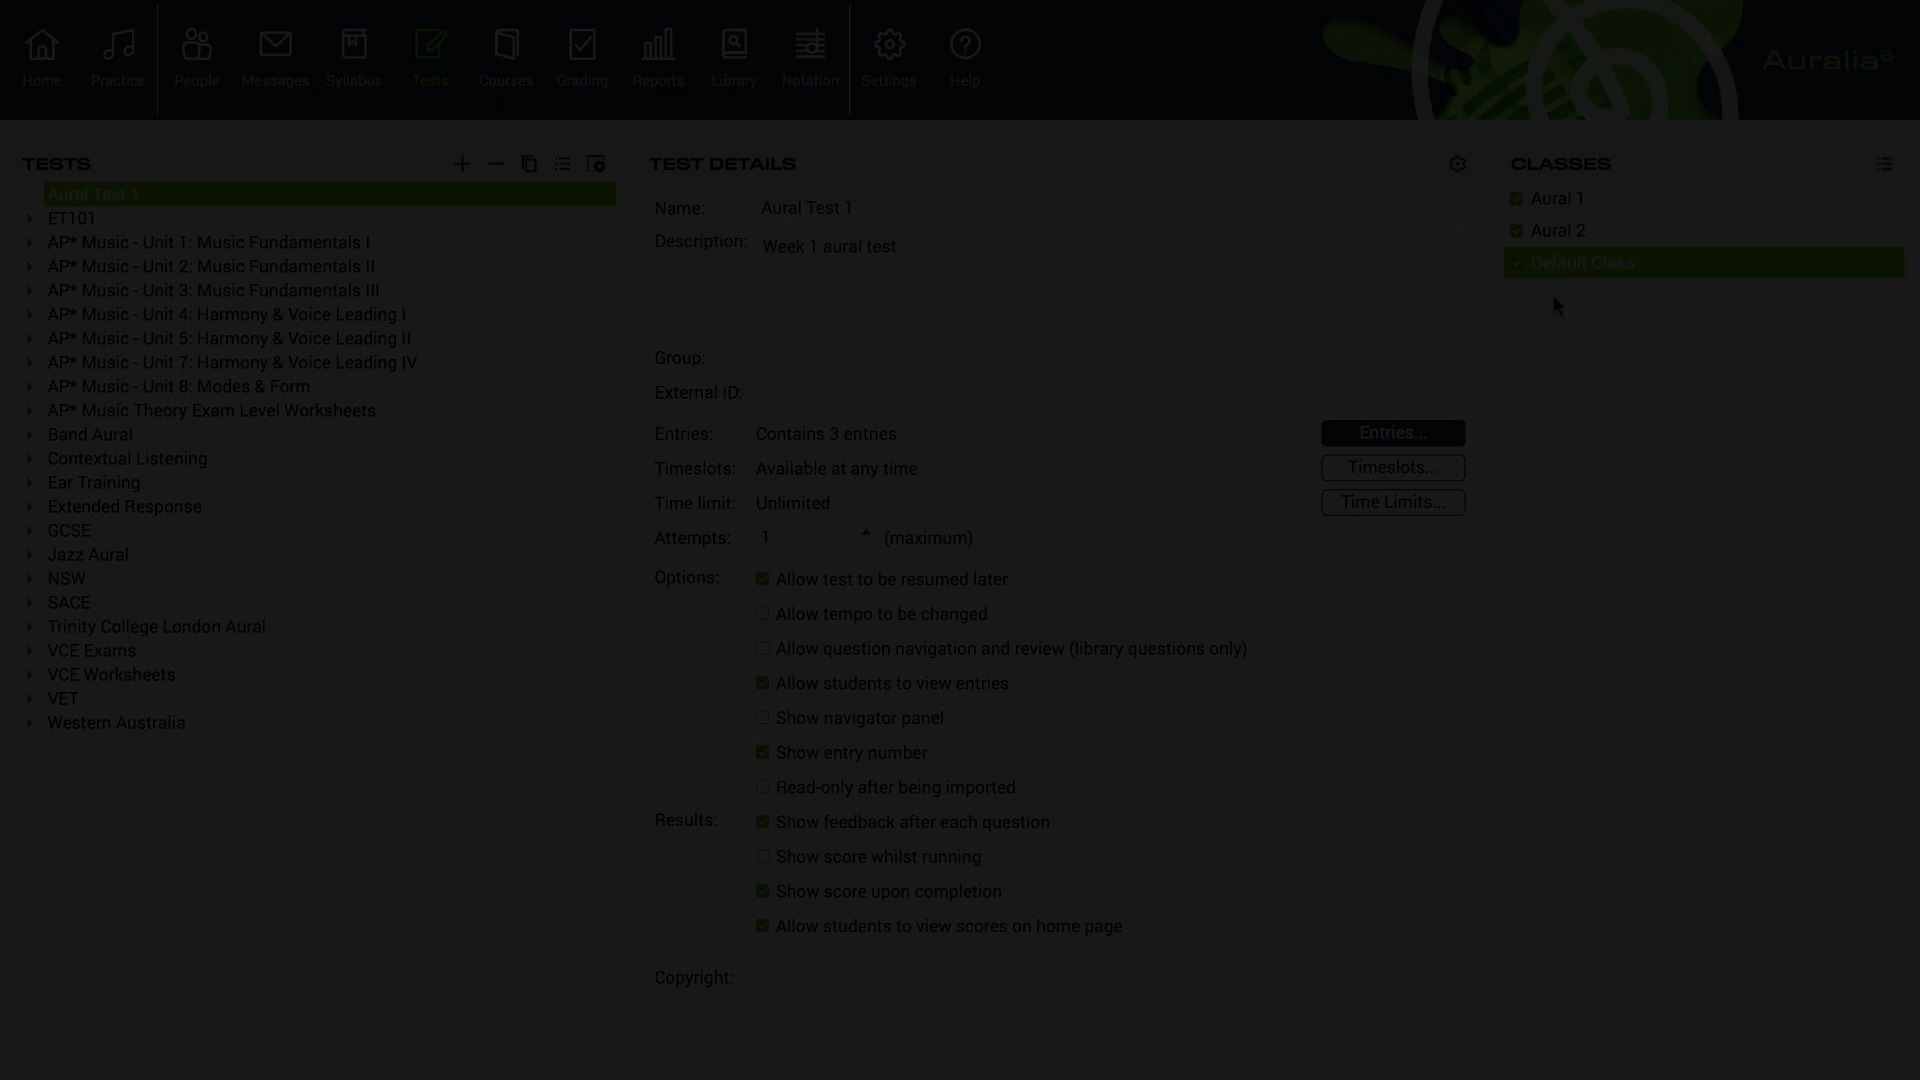 Home
Practice
People
Messages
Syllabus
Tests
Courses
Grading
Reports
Library
Notation
Settings
Help
Auralia⁶
TESTS
Aural Test 1
ET101
AP* Music - Unit 1: Music Fundamentals I
AP* Music - Unit 2: Music Fundamentals II
AP* Music - Unit 3: Music Fundamentals III
AP* Music - Unit 4: Harmony & Voice Leading I
AP* Music - Unit 5: Harmony & Voice Leading II
AP* Music - Unit 7: Harmony & Voice Leading IV
AP* Music - Unit 8: Modes & Form
AP* Music Theory Exam Level Worksheets
Band Aural
Contextual Listening
Ear Training
Extended Response
GCSE
Jazz Aural
NSW
SACE
Trinity College London Aural
VCE Exams
VCE Worksheets
VET
Western Australia
TEST DETAILS
Name: Aural Test 1
Description: Week 1 aural test
Group:
External ID:
Entries: Contains 3 entries Entries...
Timeslots: Available at any time Timeslots...
Time limit: Unlimited Time Limits...
Attempts: 1 (maximum)
Options: Allow test to be resumed later
Allow tempo to be changed
Allow question navigation and review (library questions only)
Allow students to view entries
Show navigator panel
Show entry number
Read-only after being imported
Results: Show feedback after each question
Show score whilst running
Show score upon completion
Allow students to view scores on home page
Copyright:
CLASSES
Aural 1
Aural 2
Default Class